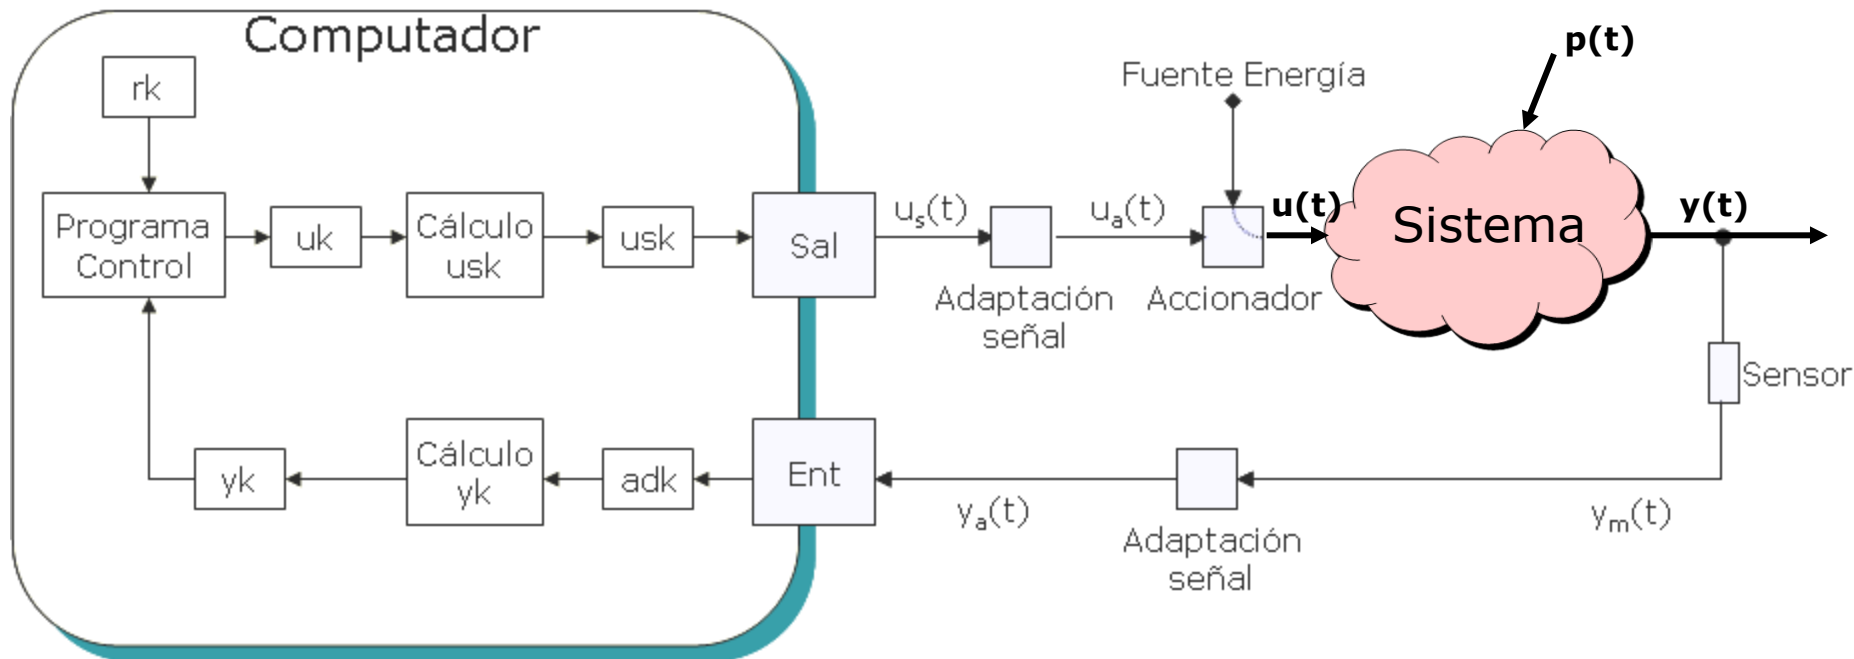 Computador
rk
Programa
Control
uk
Cálculo
usk
usk
Sal
us(t)
Adaptación
señal
ua(t)
Fuente Energía
Accionador
u(t)
p(t)
Sistema
y(t)
Sensor
ym(t)
Adaptación
señal
ya(t)
Ent
adk
Cálculo
yk
yk